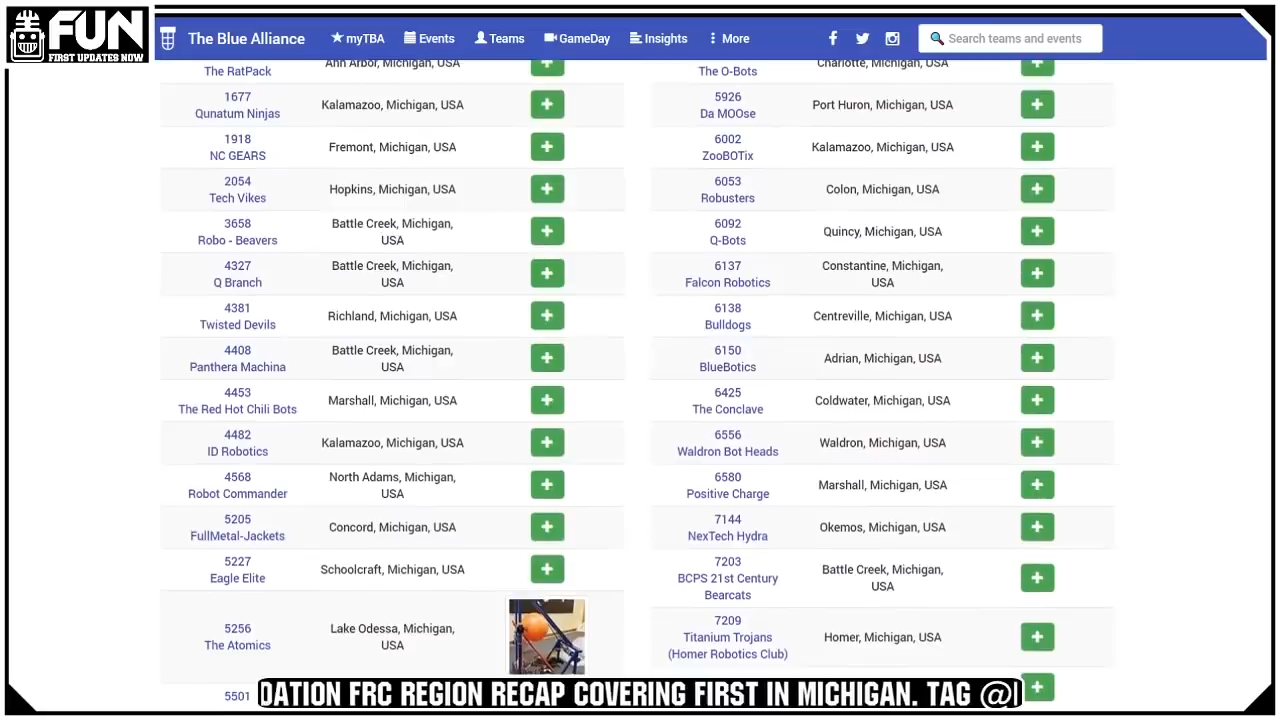 FUN
FIRST UPDATES NOW
The Blue Alliance
myTBA
Events
Teams
GameDay
Insights
More
Search teams and events
The RatPack
Ann Arbor, Michigan, USA
1677
Qunatum Ninjas
Kalamazoo, Michigan, USA
1918
NC GEARS
Fremont, Michigan, USA
2054
Tech Vikes
Hopkins, Michigan, USA
3658
Robo - Beavers
Battle Creek, Michigan,
USA
4327
Q Branch
Battle Creek, Michigan,
USA
4381
Twisted Devils
Richland, Michigan, USA
4408
Panthera Machina
Battle Creek, Michigan,
USA
4453
The Red Hot Chili Bots
Marshall, Michigan, USA
4482
ID Robotics
Kalamazoo, Michigan, USA
4568
Robot Commander
North Adams, Michigan,
USA
5205
FullMetal-Jackets
Concord, Michigan, USA
5227
Eagle Elite
Schoolcraft, Michigan, USA
5256
The Atomics
Lake Odessa, Michigan,
USA
5501
The O-Bots
Charlotte, Michigan, USA
5926
Da MOOse
Port Huron, Michigan, USA
6002
ZooBOTix
Kalamazoo, Michigan, USA
6053
Robusters
Colon, Michigan, USA
6092
Q-Bots
Quincy, Michigan, USA
6137
Falcon Robotics
Constantine, Michigan,
USA
6138
Bulldogs
Centreville, Michigan, USA
6150
BlueBotics
Adrian, Michigan, USA
6425
The Conclave
Coldwater, Michigan, USA
6556
Waldron Bot Heads
Waldron, Michigan, USA
6580
Positive Charge
Marshall, Michigan, USA
7144
NexTech Hydra
Okemos, Michigan, USA
7203
BCPS 21st Century
Bearcats
Battle Creek, Michigan,
USA
7209
Titanium Trojans
(Homer Robotics Club)
Homer, Michigan, USA
DATION FRC REGION RECAP COVERING FIRST IN MICHIGAN. TAG @